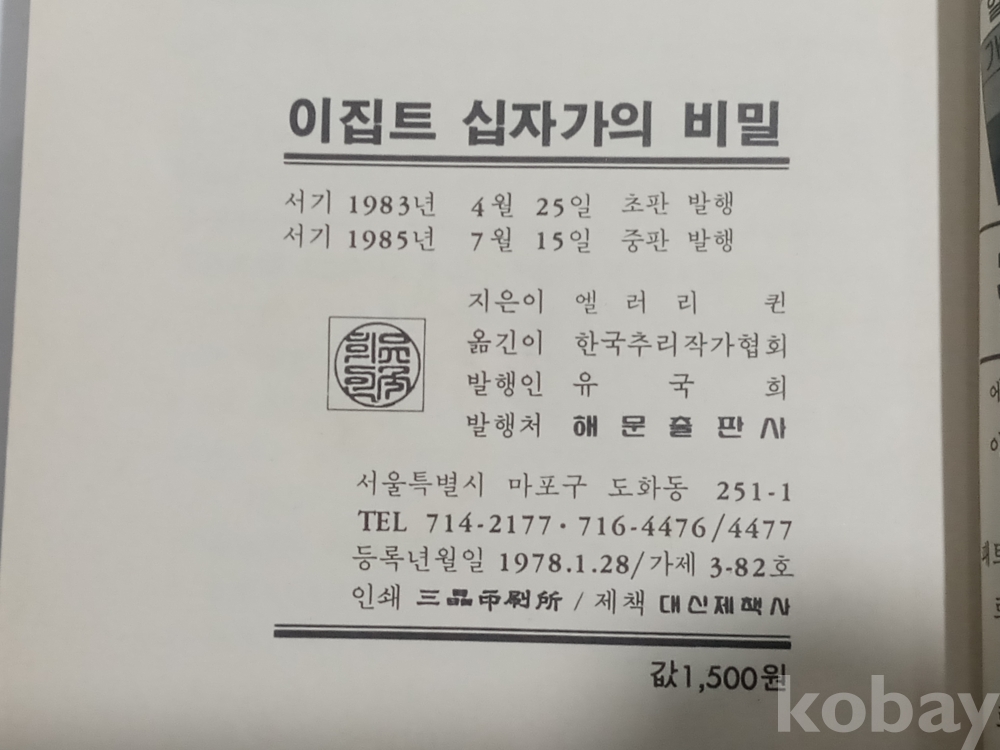 이집트 십자가의 비밀
서기 1983년 4월 25일 초판 발행
서기 1985년 7월 15일 중판 발행
지은이 엘러리 퀸
옮긴이 한국추리작가협회
발행인 유국희
발행처 해문출판사
서울특별시 마포구 도화동 251-1
TEL 714-2177·716-4476/4477
등록년월일 1978.1.28/가제 3-82호
인쇄 三晶印刷所 / 제책 대신제책사
값1,500원
kobay